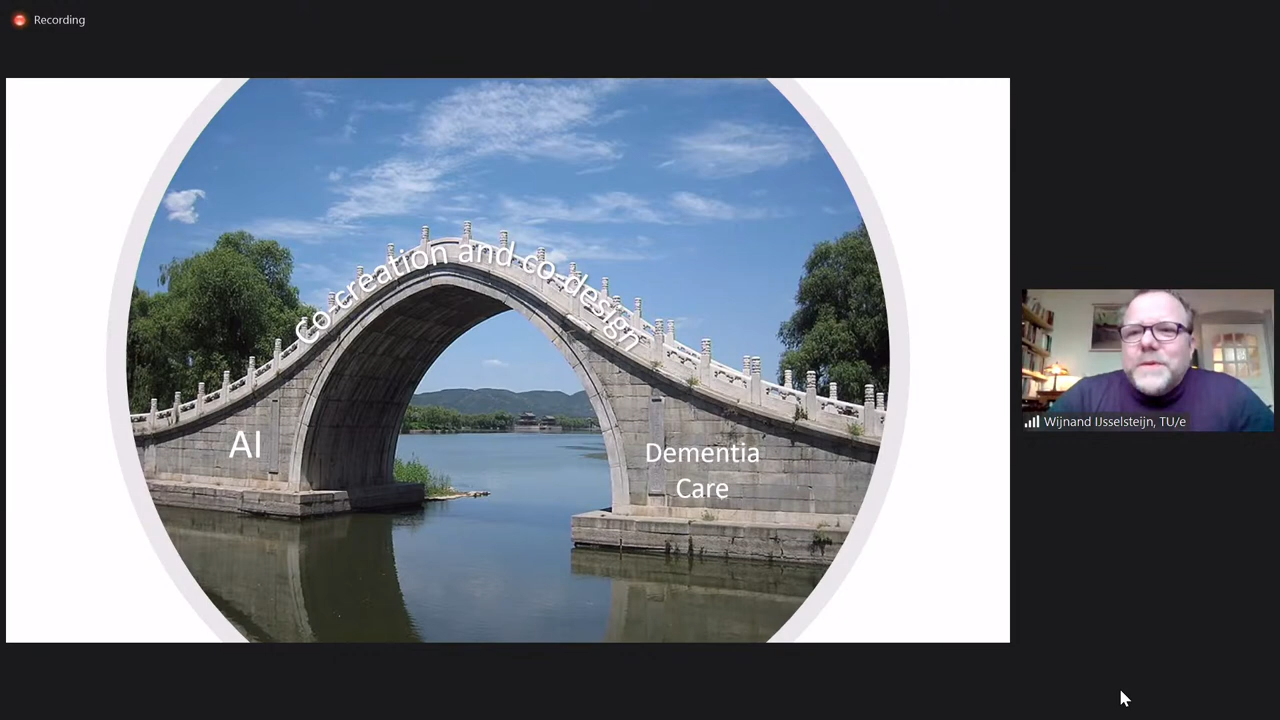 Recording
Co-creation and co-design
AI
Dementia
Care
Wijnand IJsselsteijn, TU/e